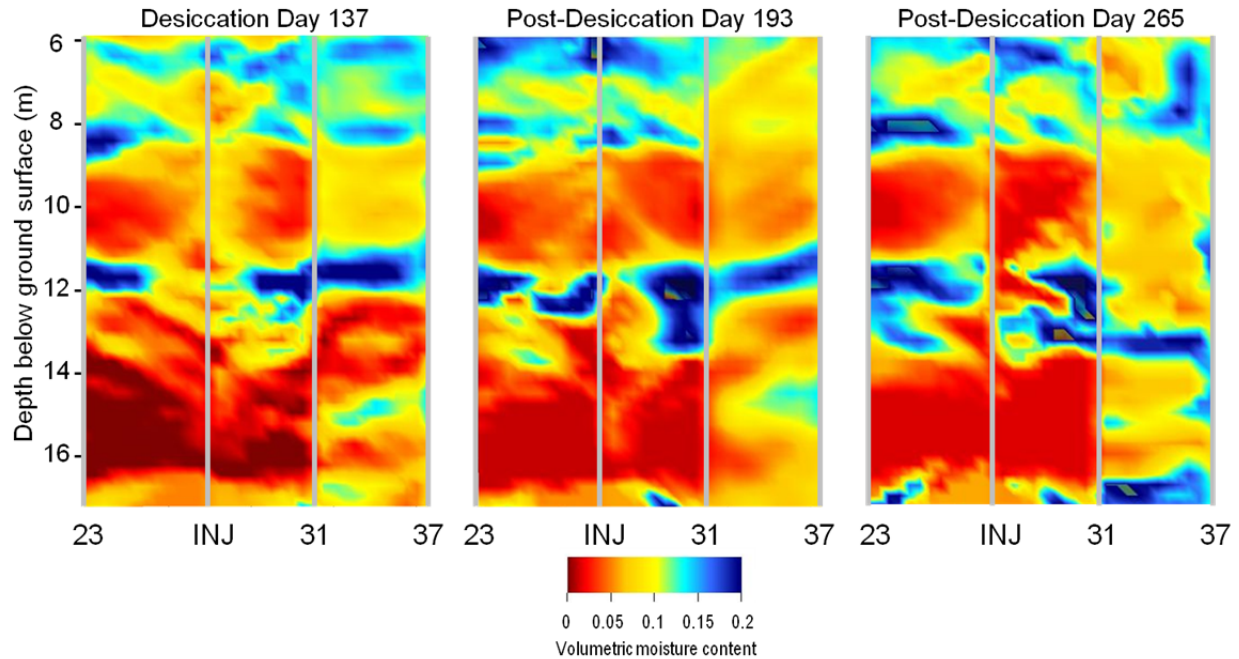 Desiccation Day 137
Post-Desiccation Day 193
Post-Desiccation Day 265
Depth below ground surface (m)
6
8
10
12
14
16
23 INJ 31 37
23 INJ 31 37
23 INJ 31 37
0 0.05 0.1 0.15 0.2
Volumetric moisture content